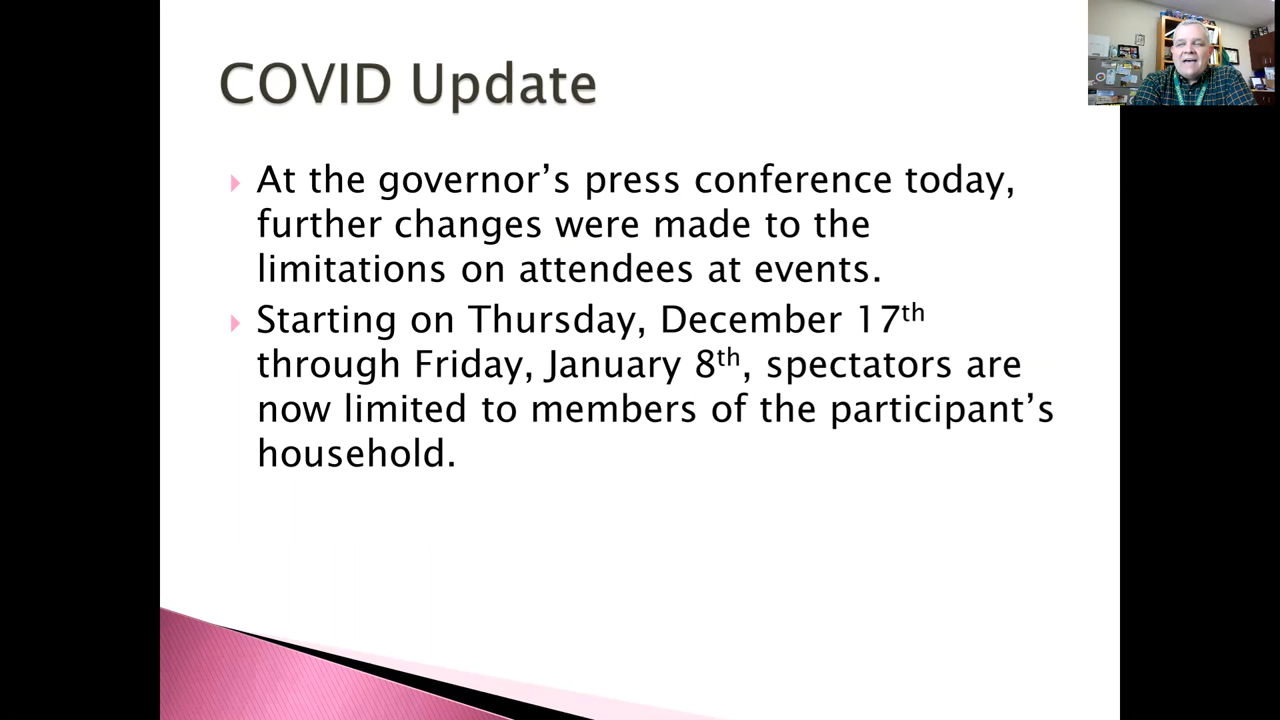 COVID Update
At the governor’s press conference today,
further changes were made to the
limitations on attendees at events.
Starting on Thursday, December 17th
through Friday, January 8th, spectators are
now limited to members of the participant’s
household.